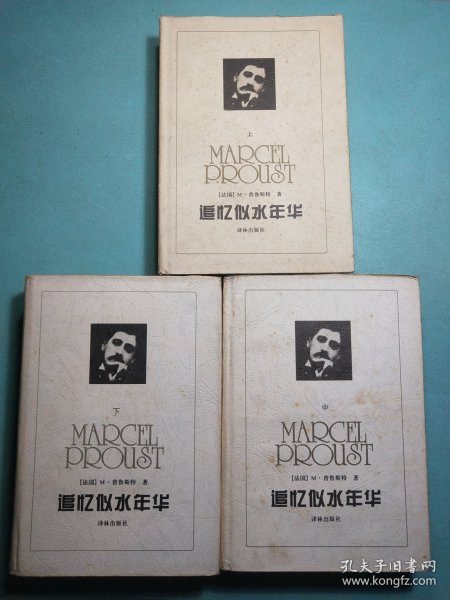 上
MARCEL
PROUST
〔法国〕M·普鲁斯特 著
追忆似水年华
译林出版社
下
MARCEL
PROUST
〔法国〕M·普鲁斯特 著
追忆似水年华
译林出版社
中
MARCEL
PROUST
〔法国〕M·普鲁斯特 著
追忆似水年华
译林出版社
孔夫子旧书网
www.kongfz.com